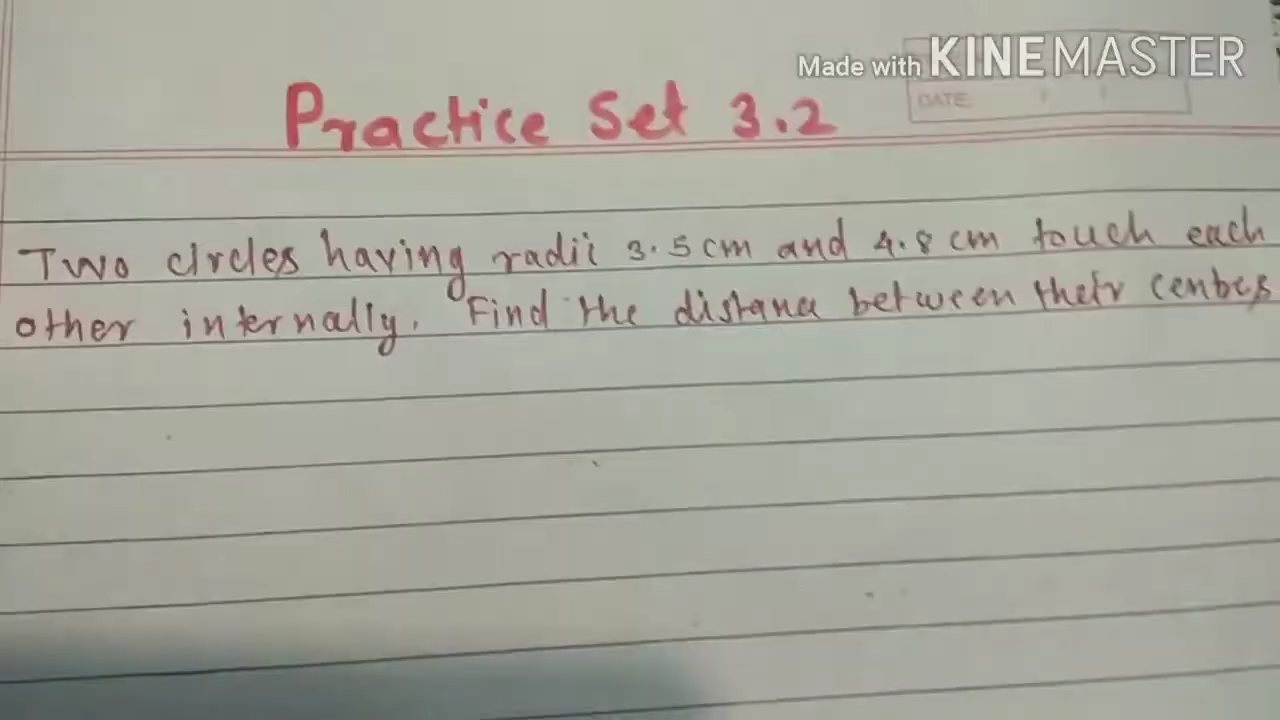 Made with KINEMASTER
DATE
Practice Set 3.2
Two circles having radii 3.5 cm and 4.8 cm touch each
other internally. Find the distance between their centers